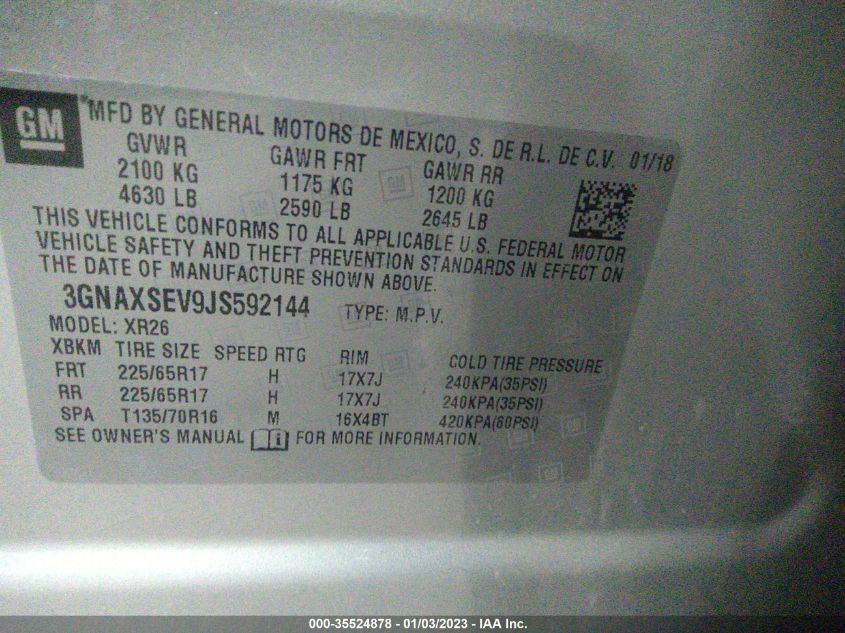 GM
*MFD BY GENERAL MOTORS DE MEXICO, S. DE R.L. DE C.V. 01/18
GVWR GAWR FRT GAWR RR
2100 KG 1175 KG 1200 KG
4630 LB 2590 LB 2645 LB
THIS VEHICLE CONFORMS TO ALL APPLICABLE U.S. FEDERAL MOTOR
VEHICLE SAFETY AND THEFT PREVENTION STANDARDS IN EFFECT ON
THE DATE OF MANUFACTURE SHOWN ABOVE.
3GNAXSEV9JS592144 TYPE: M.P.V.
MODEL: XR26
XBKM TIRE SIZE SPEED RTG RIM COLD TIRE PRESSURE
FRT 225/65R17 H 17X7J 240KPA(35PSI)
RR 225/65R17 H 17X7J 240KPA(35PSI)
SPA T135/70R16 M 16X4BT 420KPA(60PSI)
SEE OWNER'S MANUAL FOR MORE INFORMATION.
000-35524878 - 01/03/2023 - IAA Inc.